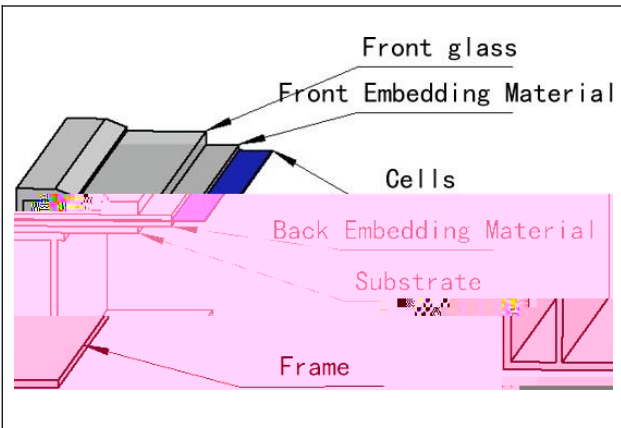 Front glass
Front Embedding Material
Cells
Back Embedding Material
Substrate
Frame